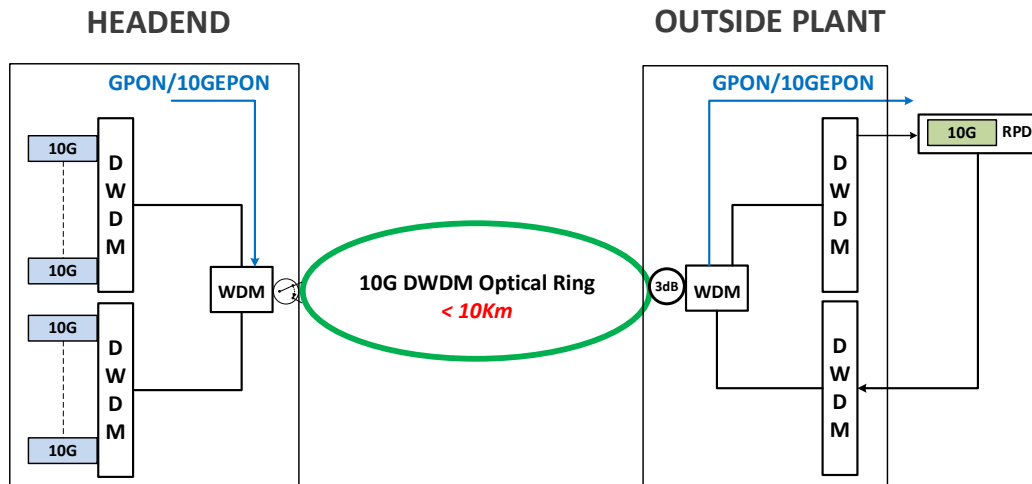 HEADEND
OUTSIDE PLANT
GPON/10GEPON
GPON/10GEPON
10G
10G
D
W
D
M
10G
10G
D
W
D
M
WDM
10G DWDM Optical Ring
< 10Km
3dB
WDM
D
W
D
M
D
W
D
M
10G
RPD